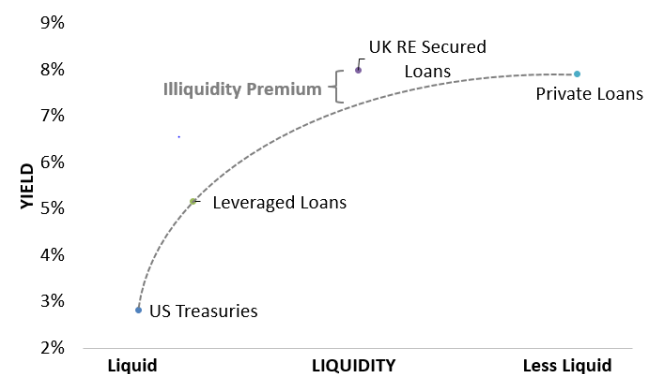 9%
8%
7%
6%
5%
4%
3%
2%
YIELD
UK RE Secured
Loans
Illiquidity Premium
Private Loans
Leveraged Loans
US Treasuries
Liquid
LIQUIDITY
Less Liquid